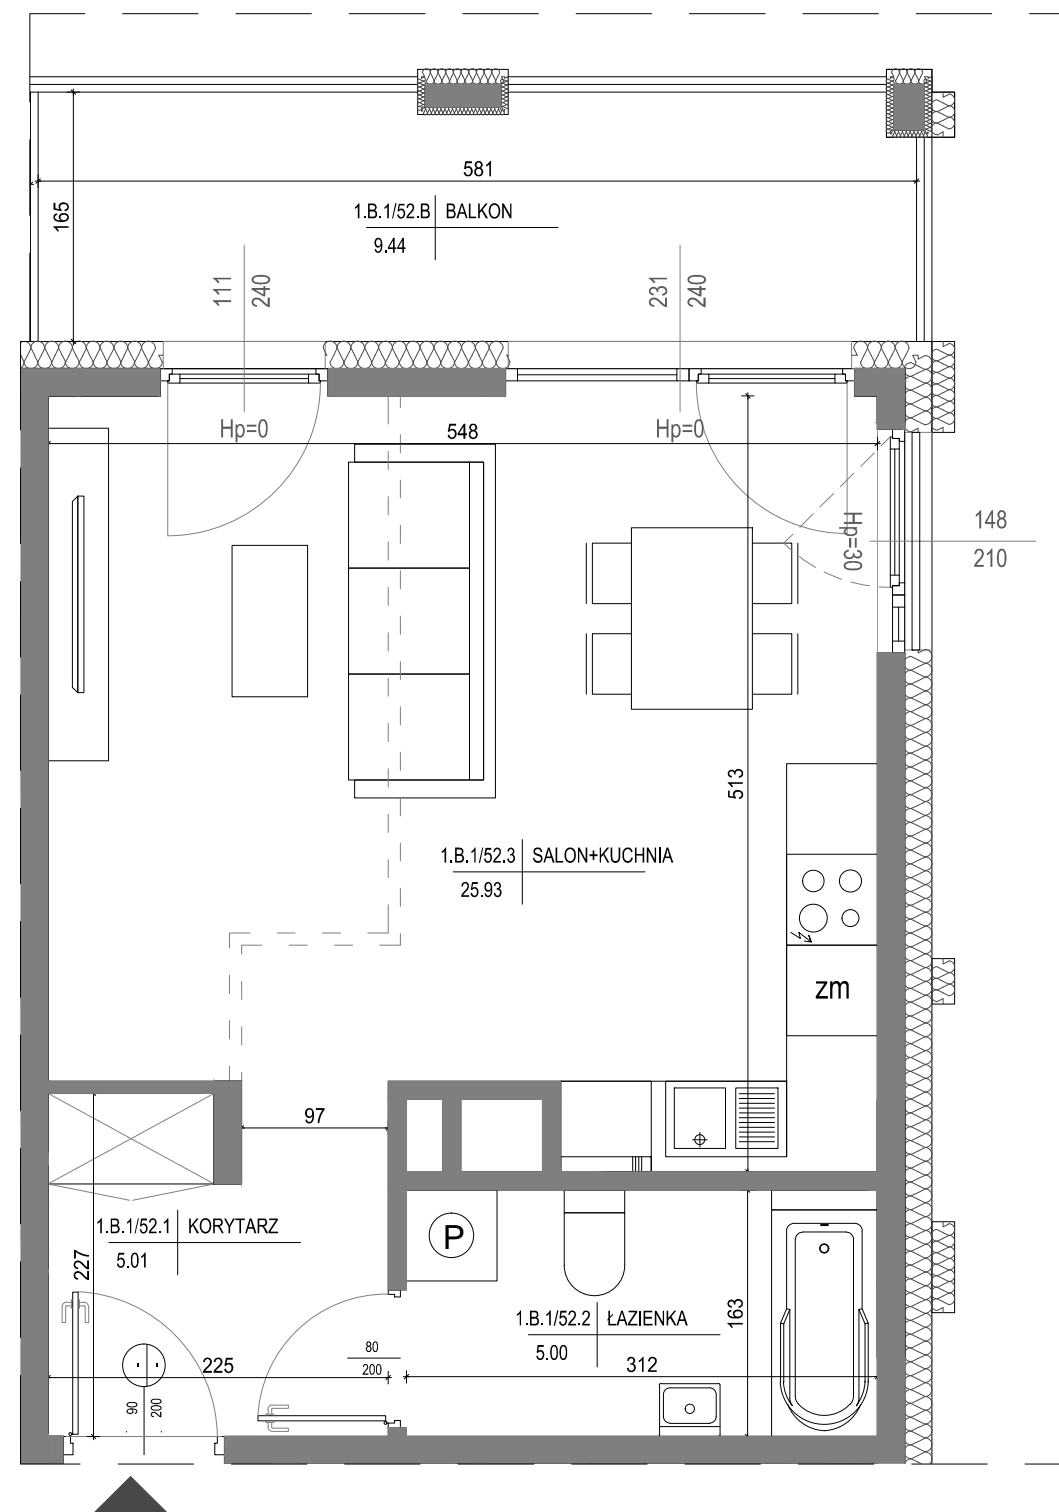 581
165
1.B.1/52.B BALKON
9.44
111
240
231
240
Hp=0
548
Hp=0
Hp=30
148
210
513
1.B.1/52.3 SALON+KUCHNIA
25.93
zm
97
1.B.1/52.1 KORYTARZ
5.01
P
227
1.B.1/52.2 ŁAZIENKA
5.00
163
80
200
225
312
90
200